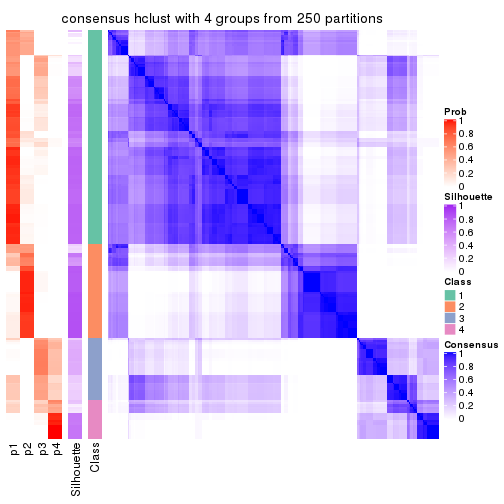 consensus hclust with 4 groups from 250 partitions
Prob
1
0.8
0.6
0.4
0.2
0
Silhouette
1
0.8
0.6
0.4
0.2
0
Class
1
2
3
4
Consensus
1
0.8
0.6
0.4
0.2
0
p1
p2
p3
p4
Silhouette
Class